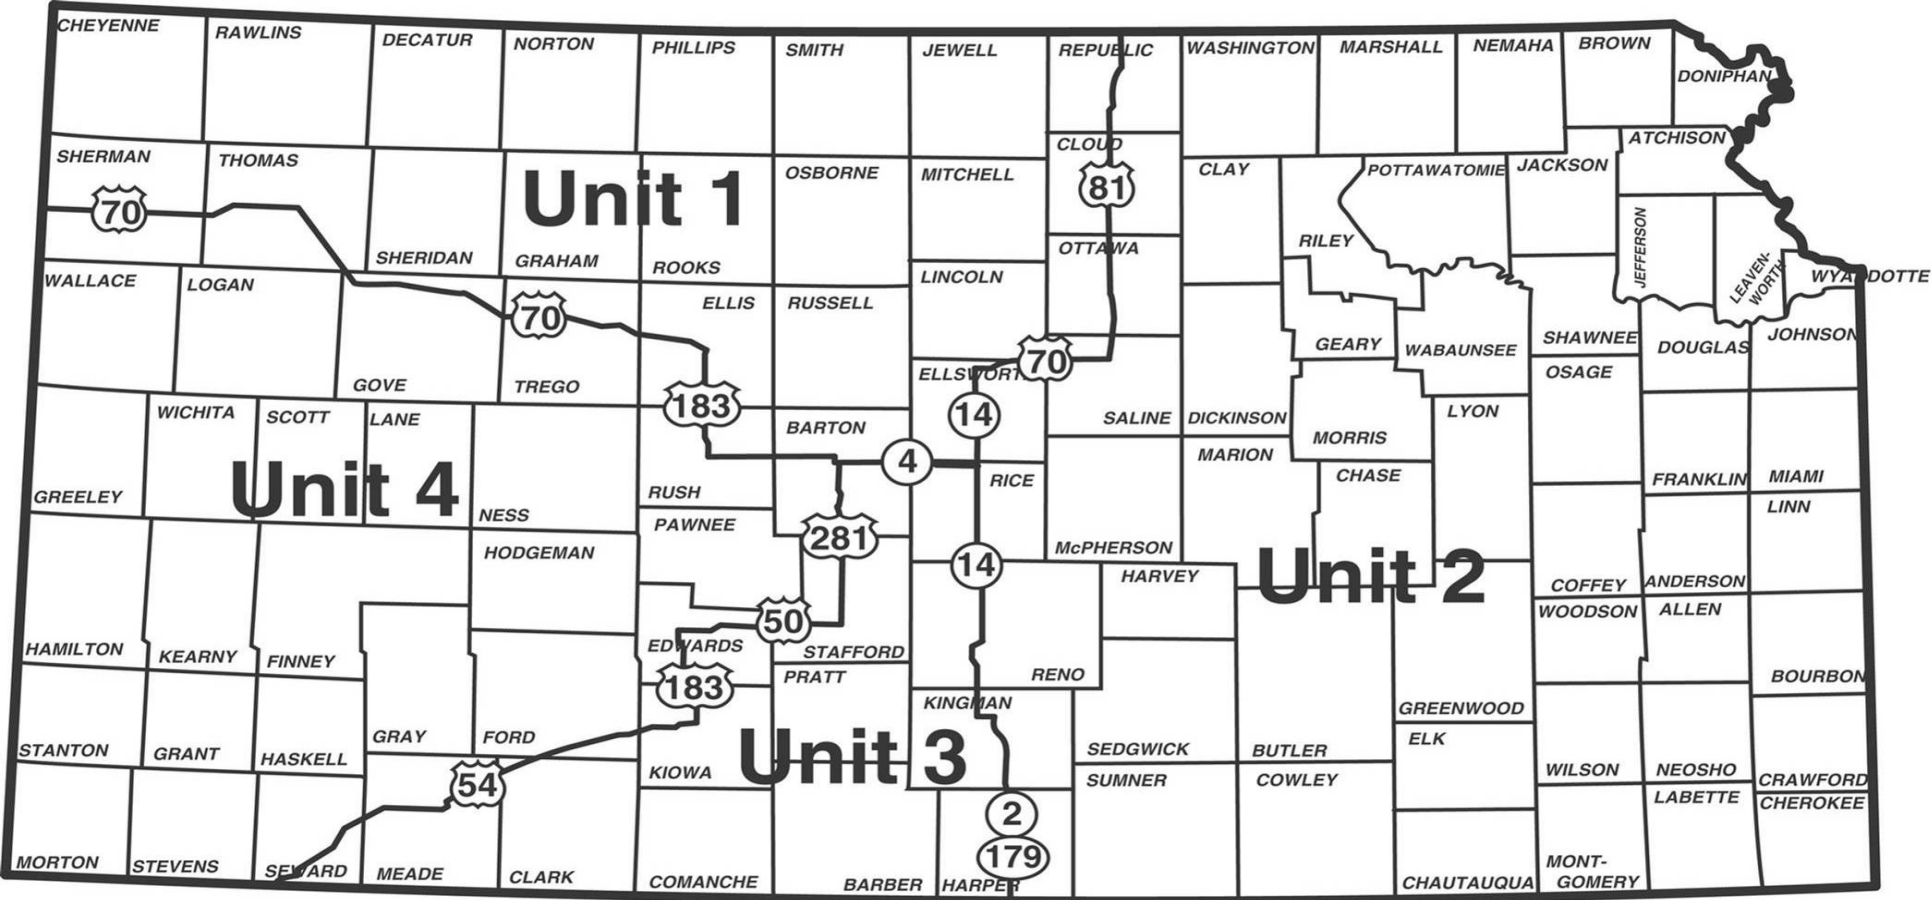 CHEYENNE
RAWLINS
DECATUR
NORTON
PHILLIPS
SMITH
JEWELL
REPUBLIC
WASHINGTON
MARSHALL
NEMAHA
BROWN
DONIPHAN
SHERMAN
THOMAS
SHERIDAN
GRAHAM
ROOKS
OSBORNE
MITCHELL
CLOUD
CLAY
RILEY
POTTAWATOMIE
JACKSON
ATCHISON
JEFFERSON
LEAVEN-
WORTH
WYANDOTTE
70
Unit 1
81
OTTAWA
LINCOLN
WALLACE
LOGAN
GOVE
TREGO
70
ELLIS
RUSSELL
183
ELLSWORTH
70
14
SALINE
DICKINSON
GEARY
WABAUNSEE
SHAWNEE
DOUGLAS
JOHNSON
OSAGE
MORRIS
LYON
GREELEY
WICHITA
SCOTT
LANE
NESS
Unit 4
RUSH
BARTON
4
RICE
McPHERSON
MARION
CHASE
FRANKLIN
MIAMI
LINN
PAWNEE
HODGEMAN
281
14
HARVEY
Unit 2
COFFEY
ANDERSON
WOODSON
ALLEN
HAMILTON
KEARNY
FINNEY
50
EDWARDS
STAFFORD
183
PRATT
RENO
KINGMAN
BOURBON
GREENWOOD
STANTON
GRANT
HASKELL
GRAY
FORD
KIOWA
Unit 3
SEDGWICK
BUTLER
ELK
WILSON
NEOSHO
CRAWFORD
54
2
179
SUMNER
COWLEY
LABETTE
CHEROKEE
MORTON
STEVENS
SEWARD
MEADE
CLARK
COMANCHE
BARBER
HARPER
CHAUTAUQUA
MONT-
GOMERY